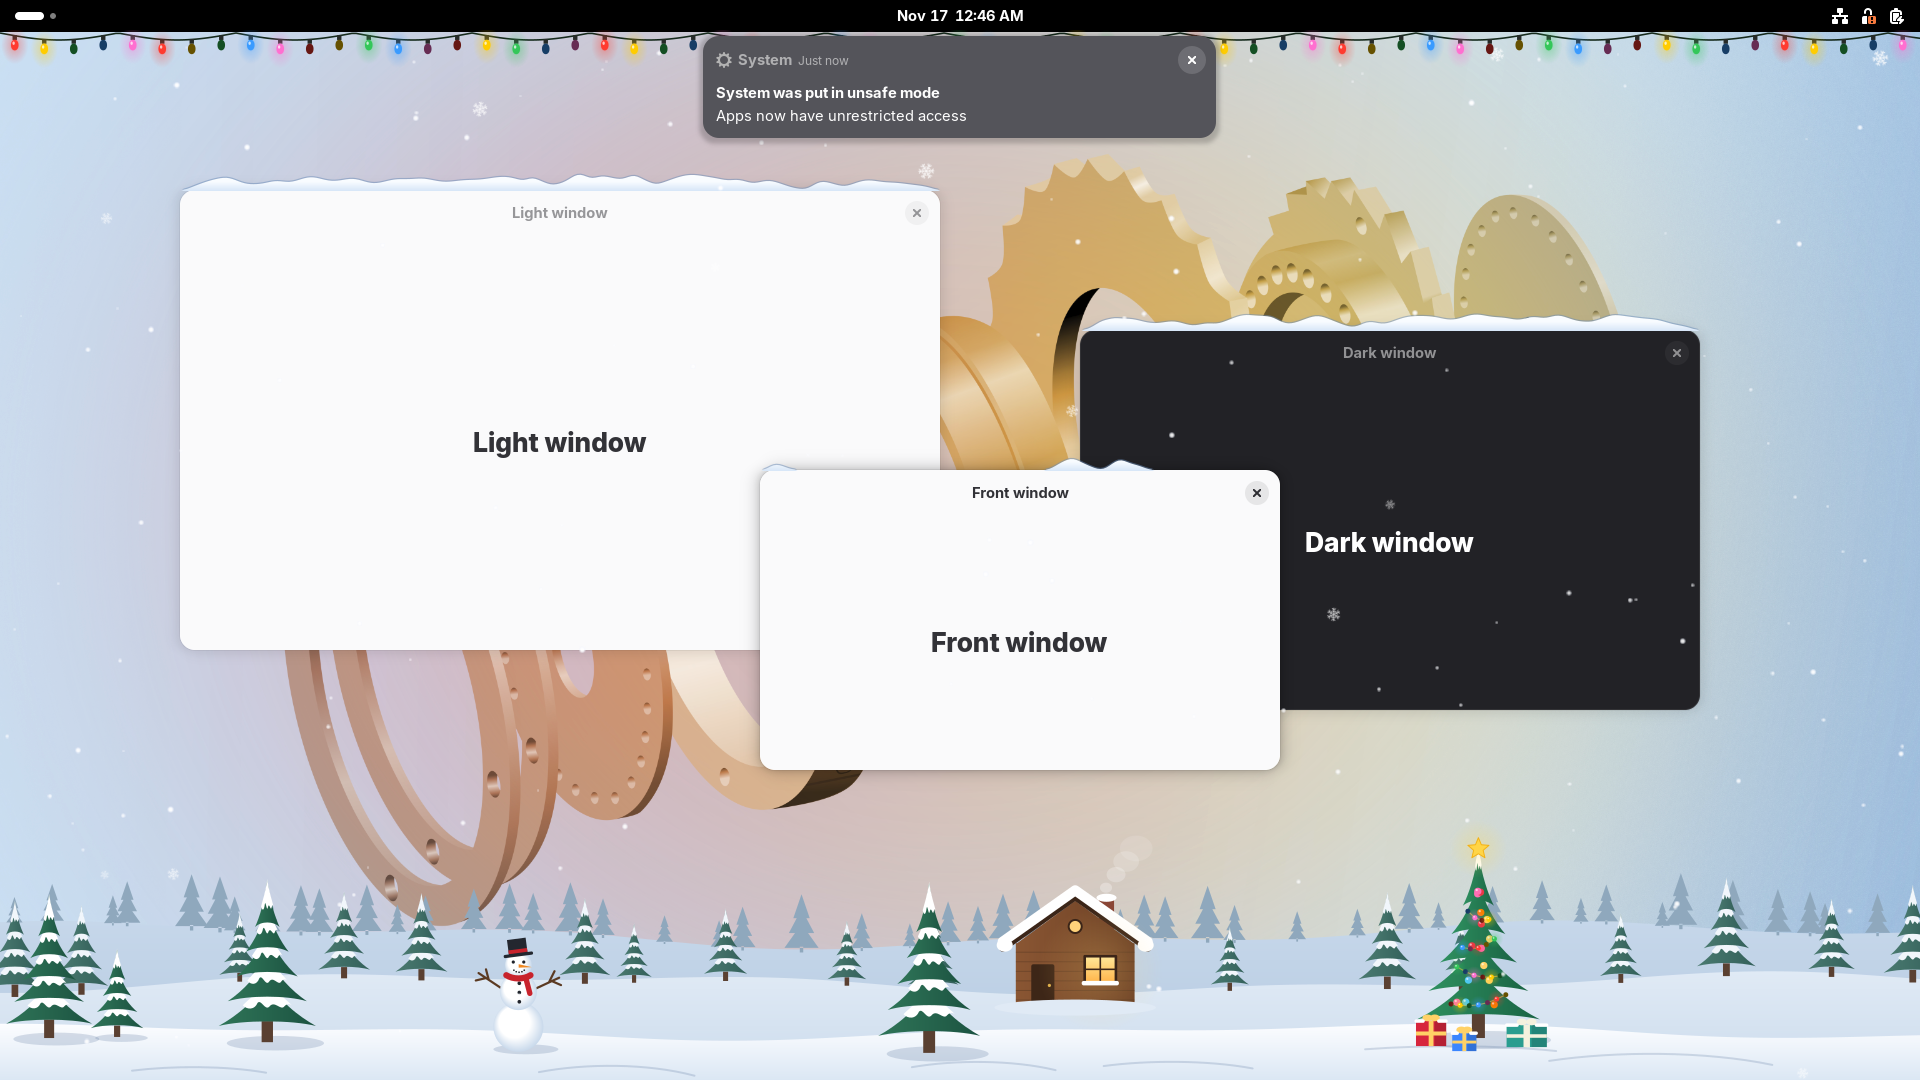 Nov 17 12:46 AM
System Just now
System was put in unsafe mode
Apps now have unrestricted access
Light window
Light window
Dark window
Dark window
Front window
Front window